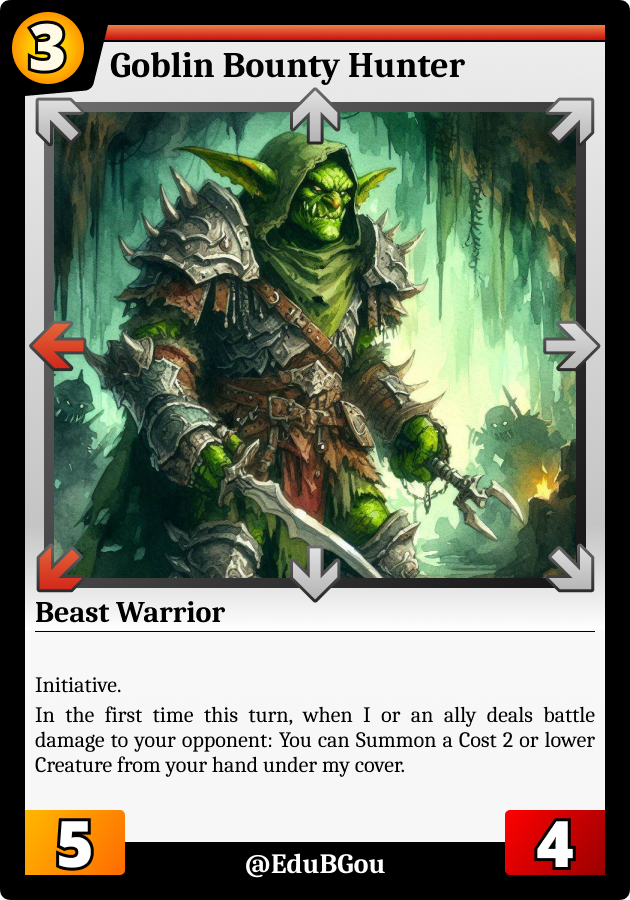 3
Goblin Bounty Hunter
Beast Warrior
Initiative.
In the first time this turn, when I or an ally deals battle
damage to your opponent: You can Summon a Cost 2 or lower
Creature from your hand under my cover.
5
@EduBGou
4